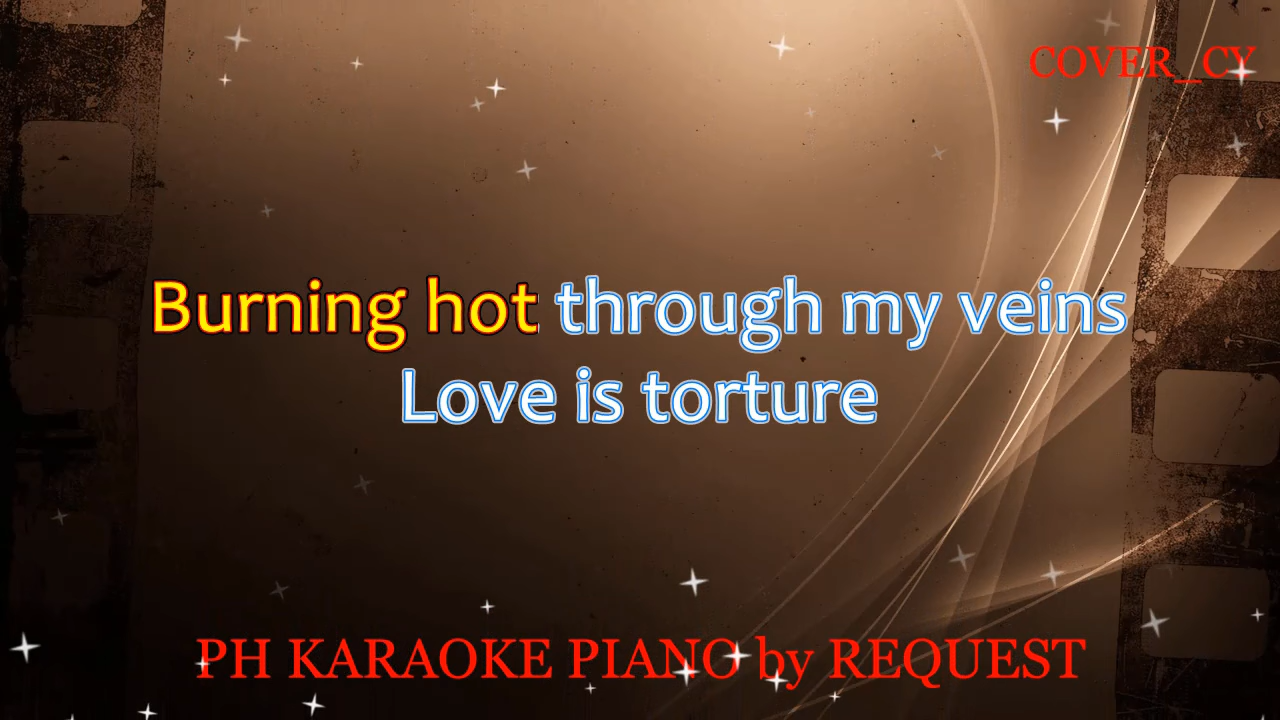 COVER_CY
Burning hot through my veins
Love is torture
PH KARAOKE PIANO by REQUEST